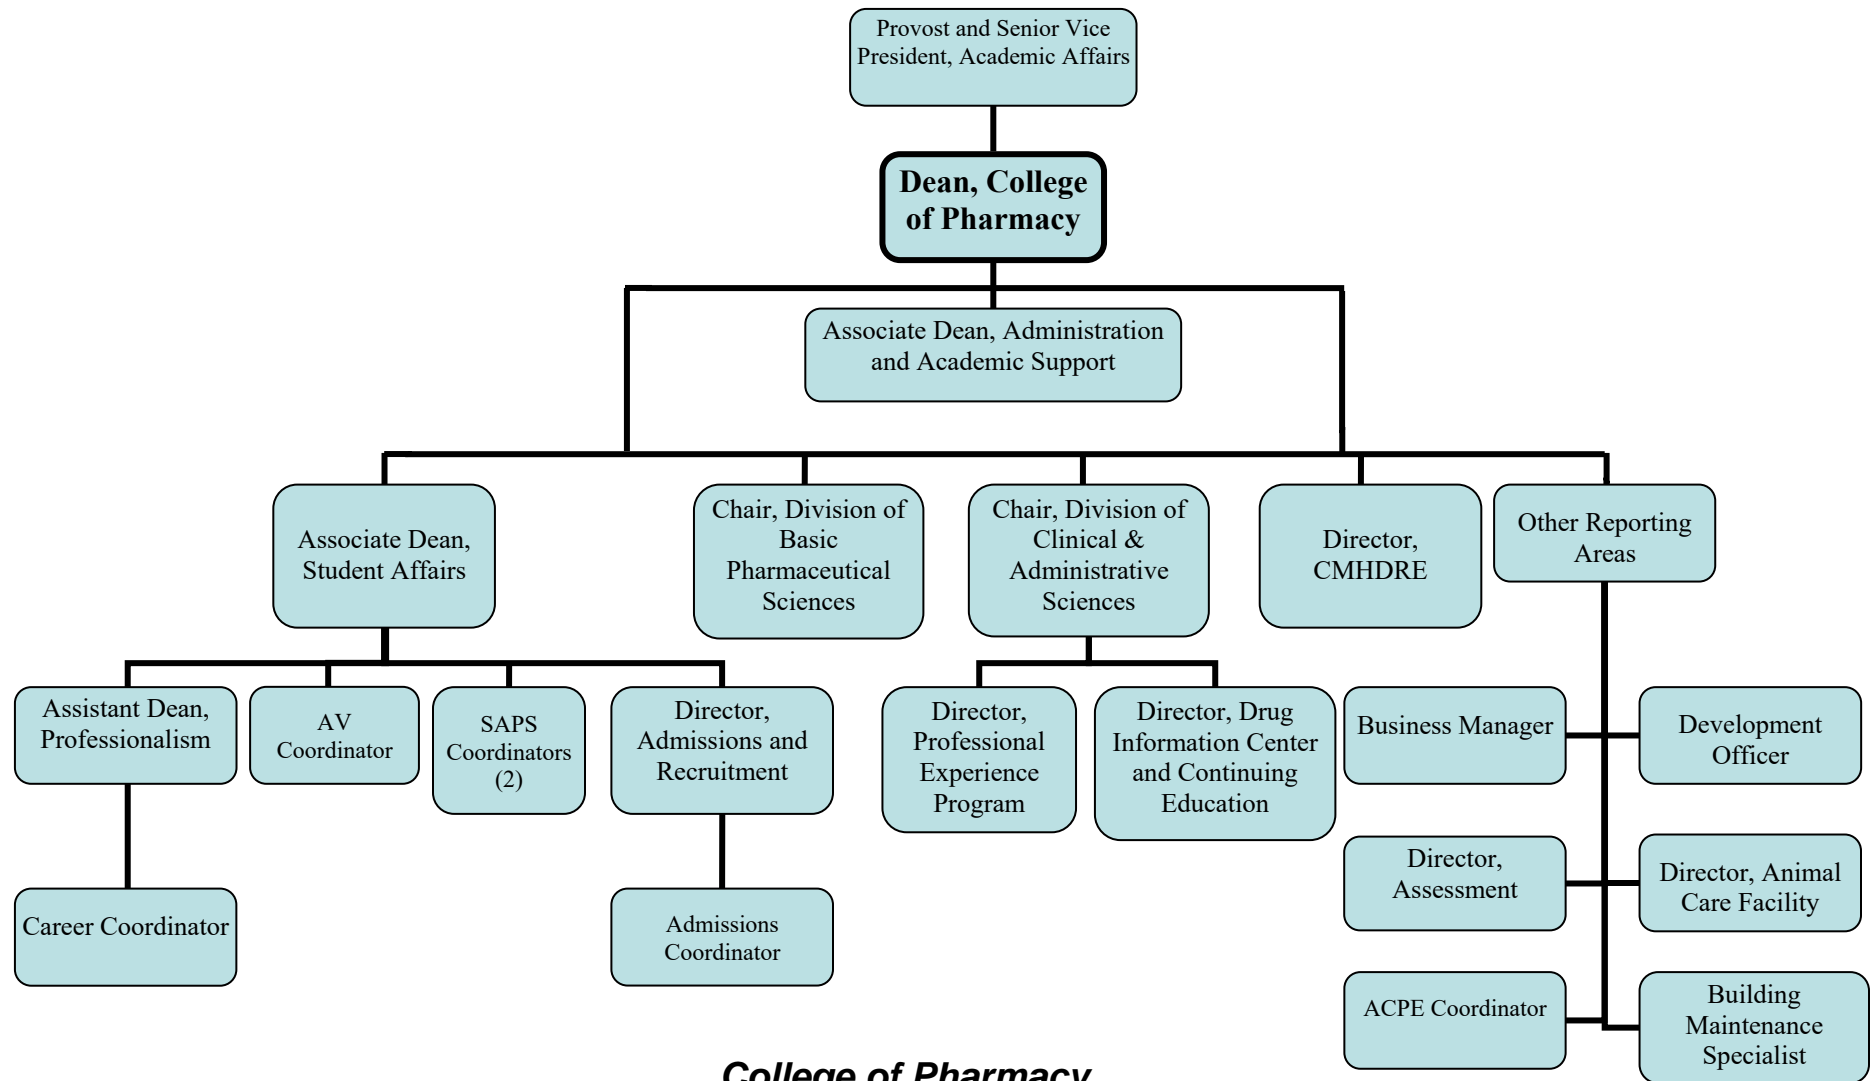 Provost and Senior Vice
President, Academic Affairs
Dean, College
of Pharmacy
Associate Dean, Administration
and Academic Support
Associate Dean,
Student Affairs
Chair, Division of
Basic
Pharmaceutical
Sciences
Chair, Division of
Clinical &
Administrative
Sciences
Director,
CMHDRE
Other Reporting
Areas
Assistant Dean,
Professionalism
AV
Coordinator
SAPS
Coordinators
(2)
Director,
Admissions and
Recruitment
Director,
Professional
Experience
Program
Director, Drug
Information Center
and Continuing
Education
Business Manager
Development
Officer
Director,
Assessment
Director, Animal
Care Facility
Career Coordinator
Admissions
Coordinator
ACPE Coordinator
Building
Maintenance
Specialist
College of Pharmacy